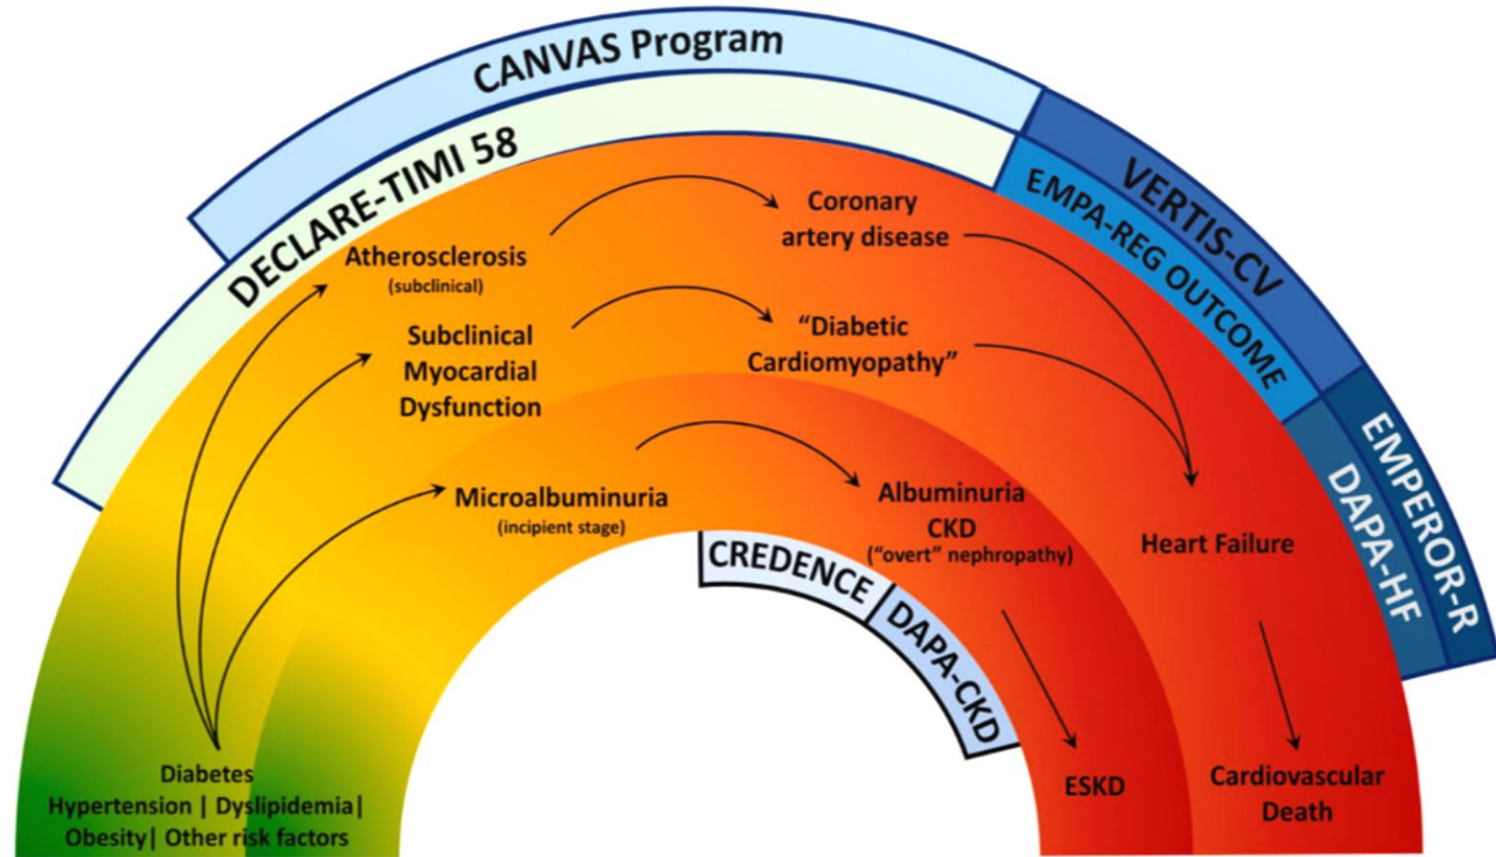 CANVAS Program
DECLARE-TIMI 58
VERTIS-CV
EMPA-REG OUTCOME
EMPEROR-R
DAPA-HF
Atherosclerosis
(subclinical)
Coronary
artery disease
Subclinical
Myocardial
Dysfunction
“Diabetic
Cardiomyopathy”
Microalbuminuria
(incipient stage)
Albuminuria
CKD
(“overt” nephropathy)
Heart Failure
CREDENCE
DAPA-CKD
ESKD
Cardiovascular
Death
Diabetes
Hypertension | Dyslipidemia|
Obesity| Other risk factors